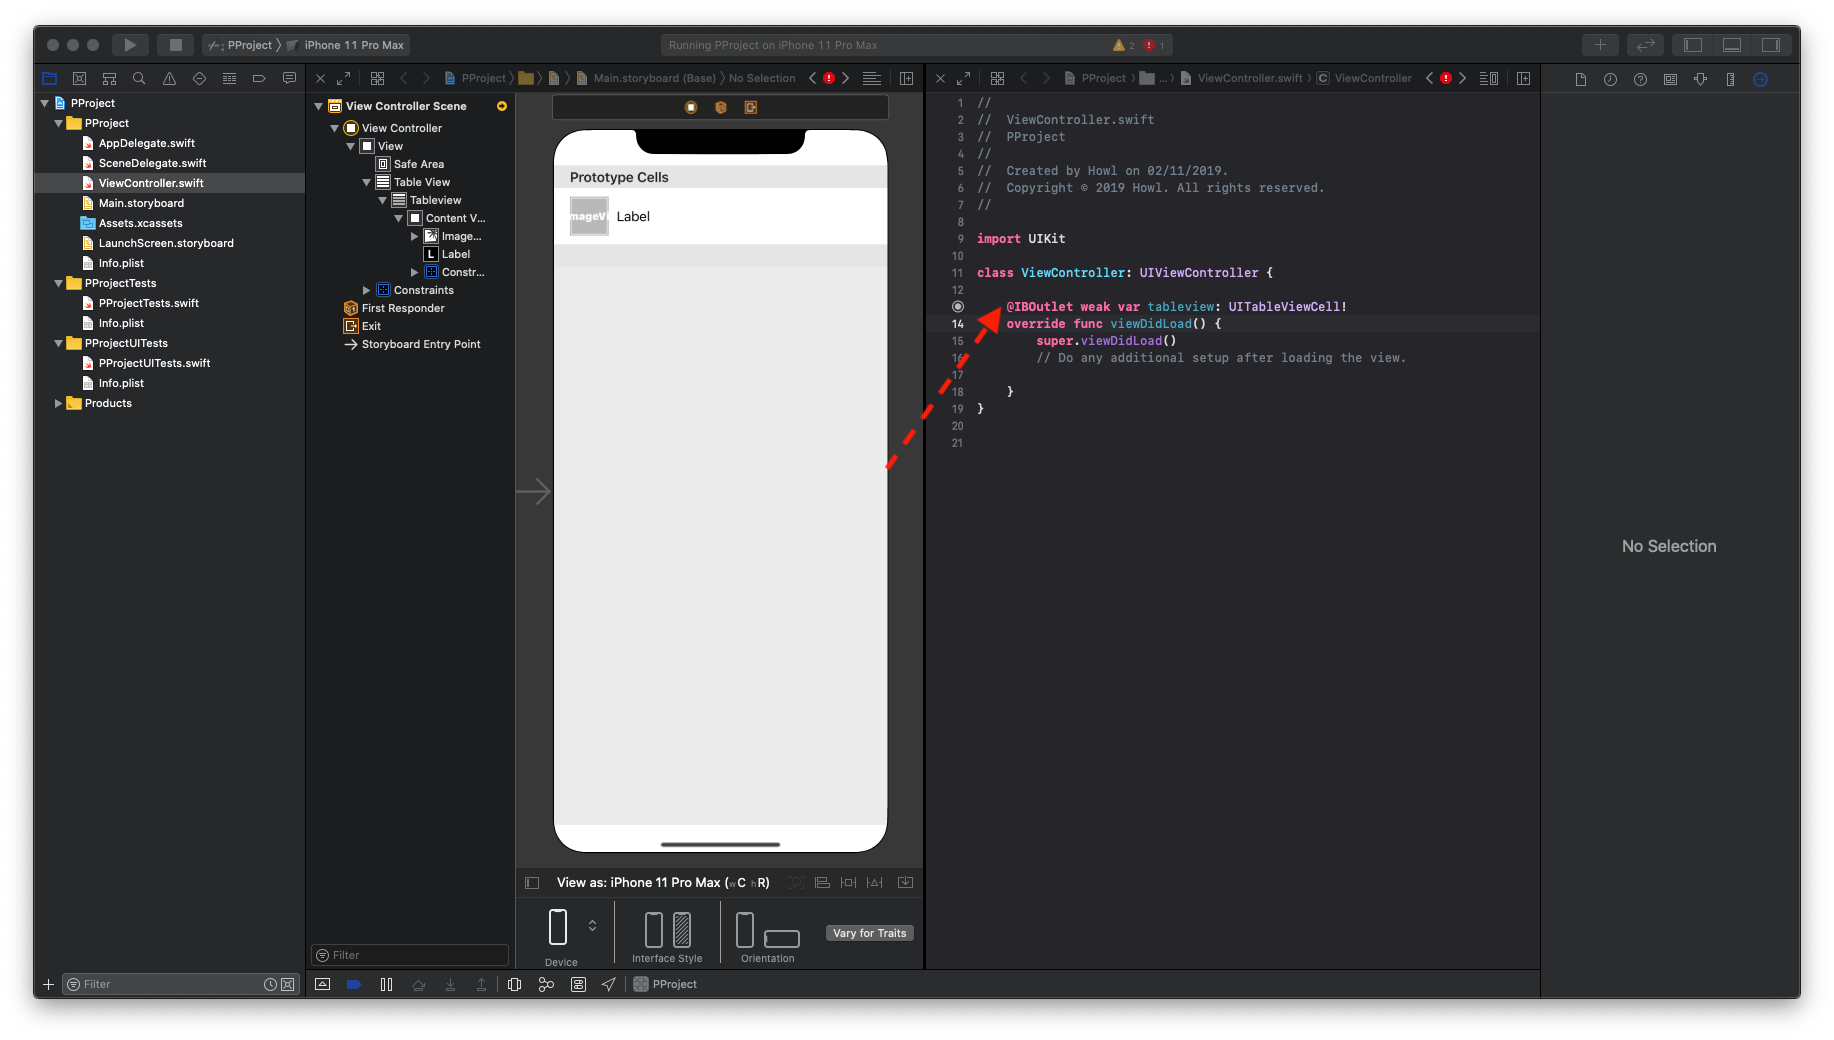 PProject
iPhone 11 Pro Max
Running PProject on iPhone 11 Pro Max
2
1
PProject
Main.storyboard (Base)
No Selection
PProject
...
ViewController.swift
C
ViewController
PProject
PProject
AppDelegate.swift
SceneDelegate.swift
ViewController.swift
Main.storyboard
Assets.xcassets
LaunchScreen.storyboard
Info.plist
PProjectTests
PProjectTests.swift
Info.plist
PProjectUITests
PProjectUITests.swift
Info.plist
Products
Filter
View Controller Scene
View Controller
View
Safe Area
Table View
Tableview
Content V...
Image...
L Label
Constr...
Constraints
First Responder
Exit
Storyboard Entry Point
Filter
Prototype Cells
mageVi
Label
View as: iPhone 11 Pro Max (wC hR)
Device
Interface Style
Orientation
Vary for Traits
PProject
1 //
2 //  ViewController.swift
3 //  PProject
4 //
5 //  Created by Howl on 02/11/2019.
6 //  Copyright © 2019 Howl. All rights reserved.
7 //
8
9 import UIKit
10
11 class ViewController: UIViewController {
12
@IBOutlet weak var tableview: UITableViewCell!
14 override func viewDidLoad() {
15 super.viewDidLoad()
16 // Do any additional setup after loading the view.
17
18 }
19 }
20
21
No Selection